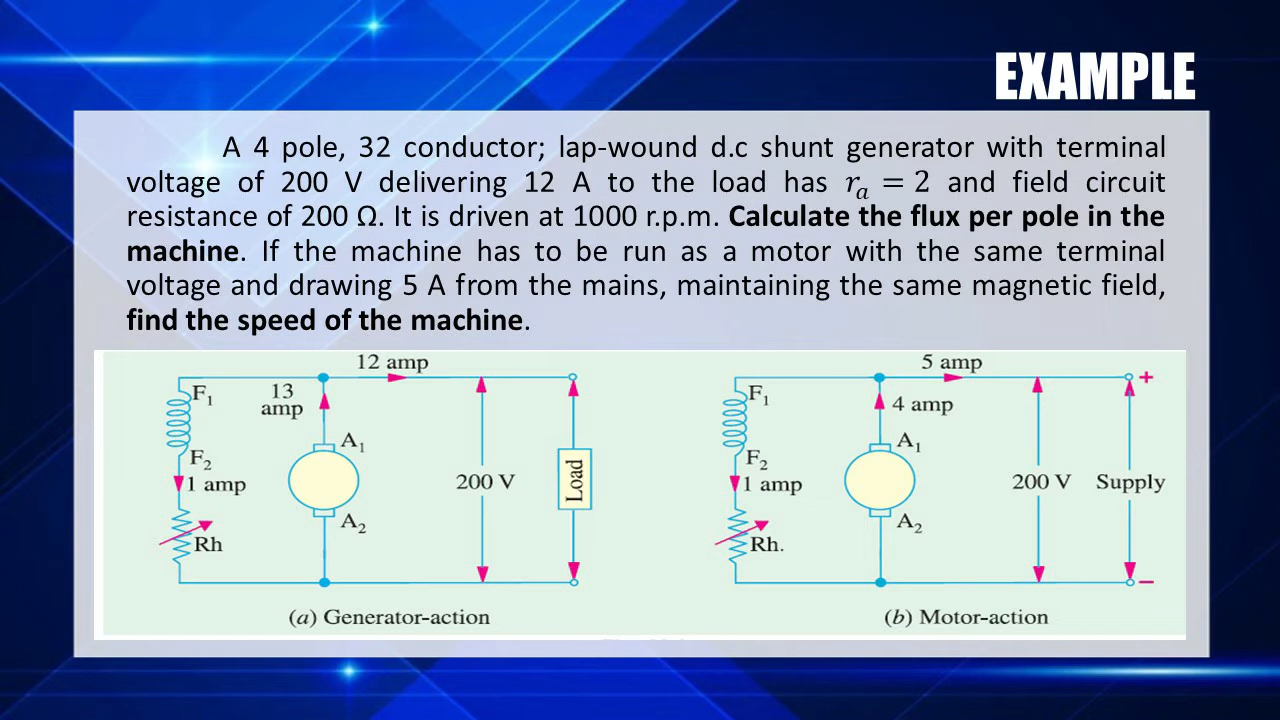 EXAMPLE
A 4 pole, 32 conductor; lap-wound d.c shunt generator with terminal
voltage of 200 V delivering 12 A to the load has rₐ = 2 and field circuit
resistance of 200 Ω. It is driven at 1000 r.p.m. Calculate the flux per pole in the
machine. If the machine has to be run as a motor with the same terminal
voltage and drawing 5 A from the mains, maintaining the same magnetic field,
find the speed of the machine.
12 amp
F₁
13
amp
A₁
F₂
1 amp
200 V
Load
A₂
Rh
(a) Generator-action
5 amp
+
F₁
4 amp
A₁
F₂
1 amp
200 V
Supply
A₂
Rh.
–
(b) Motor-action